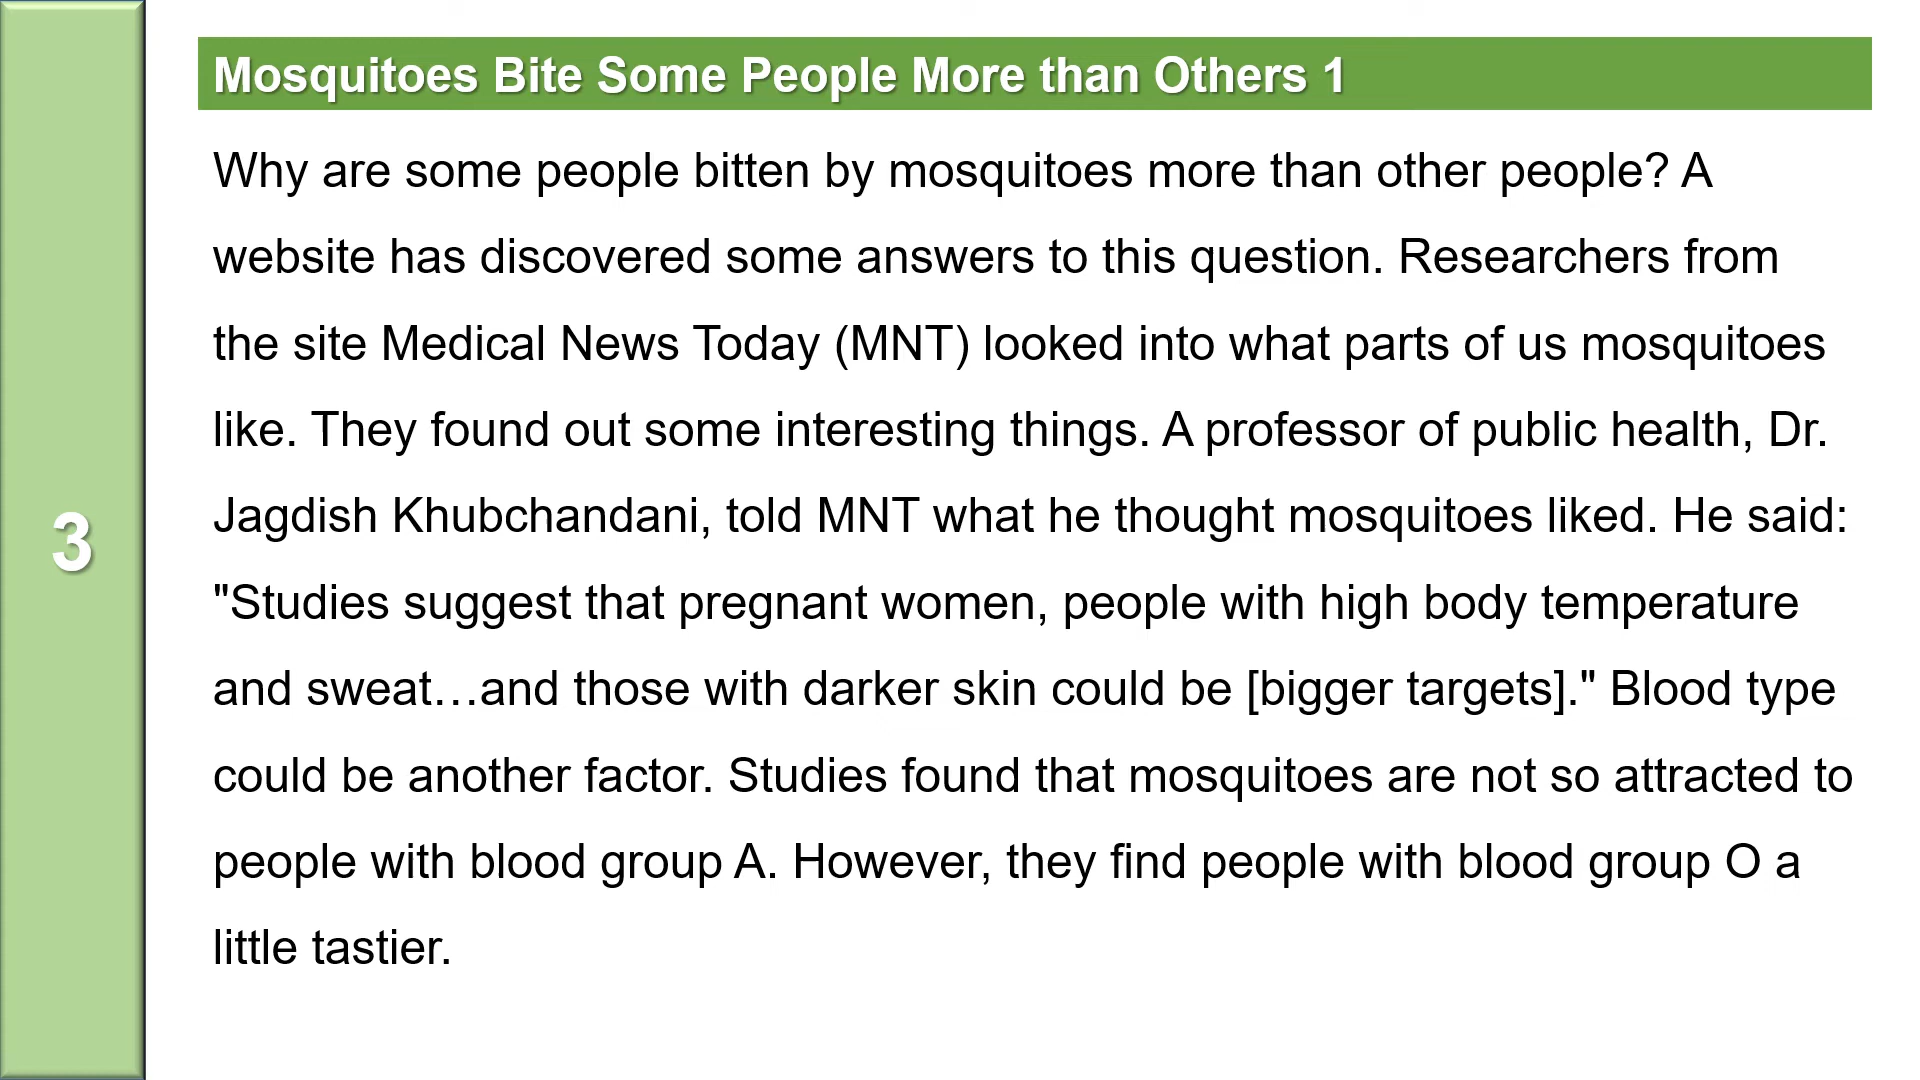 Mosquitoes Bite Some People More than Others 1
Why are some people bitten by mosquitoes more than other people? A
website has discovered some answers to this question. Researchers from
the site Medical News Today (MNT) looked into what parts of us mosquitoes
like. They found out some interesting things. A professor of public health, Dr.
Jagdish Khubchandani, told MNT what he thought mosquitoes liked. He said:
"Studies suggest that pregnant women, people with high body temperature
and sweat…and those with darker skin could be [bigger targets]." Blood type
could be another factor. Studies found that mosquitoes are not so attracted to
people with blood group A. However, they find people with blood group O a
little tastier.
3